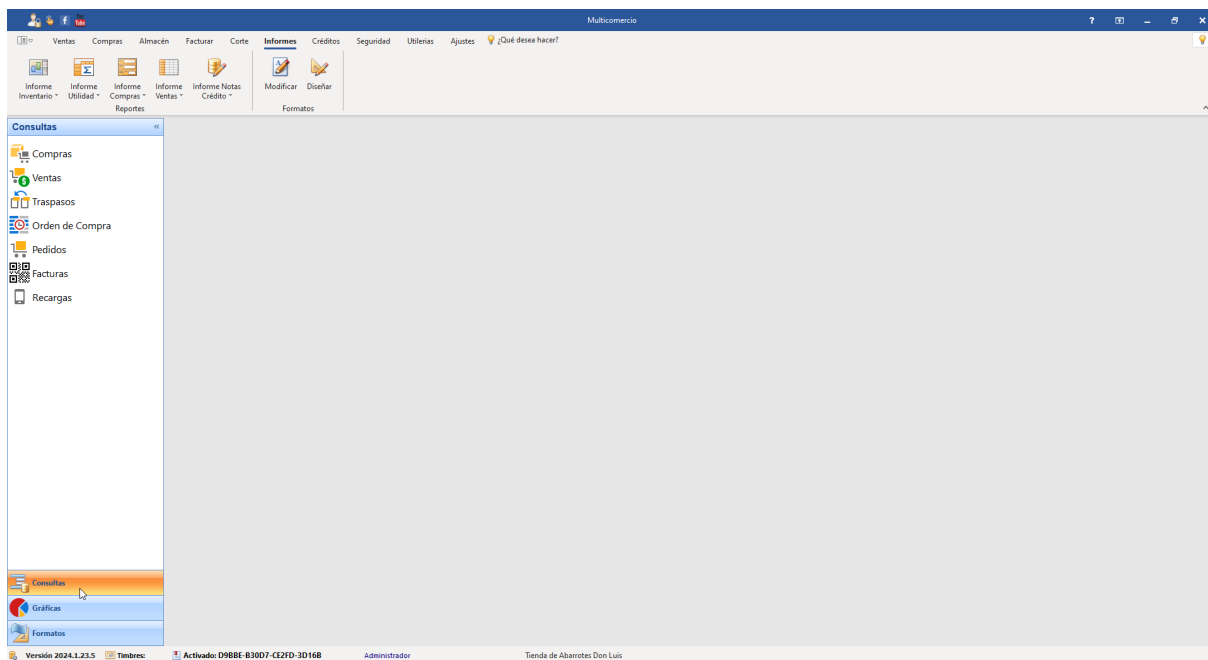 You Tube Multicomercio ?
Ventas Compras Almacén Facturar Corte Informes Créditos Seguridad Utilerias Ajustes ¿Qué desea hacer?
Informe Inventario
Informe Utilidad
Informe Compras
Informe Ventas
Informe Notas Crédito
Modificar
Diseñar
Reportes
Formatos
Consultas
Compras
Ventas
Traspasos
Orden de Compra
Pedidos
Facturas
Recargas
Consultas
Gráficas
Formatos
Versión 2024.1.23.5 Timbres: Activado: D9BBE-B30D7-CE2FD-3D16B Administrador Tienda de Abarrotes Don Luis